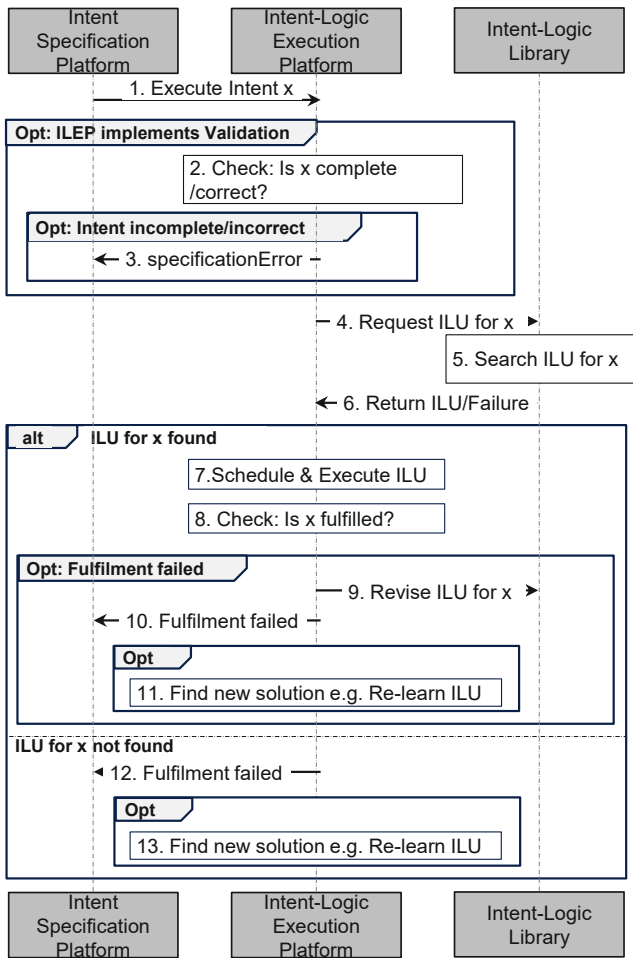 Intent
Specification
Platform
Intent-Logic
Execution
Platform
Intent-Logic
Library
1. Execute Intent x
Opt: ILEP implements Validation
2. Check: Is x complete
/correct?
Opt: Intent incomplete/incorrect
3. specificationError
4. Request ILU for x
5. Search ILU for x
6. Return ILU/Failure
alt
ILU for x found
7.Schedule & Execute ILU
8. Check: Is x fulfilled?
Opt: Fulfilment failed
9. Revise ILU for x
10. Fulfilment failed
Opt
11. Find new solution e.g. Re-learn ILU
ILU for x not found
12. Fulfilment failed
Opt
13. Find new solution e.g. Re-learn ILU
Intent
Specification
Platform
Intent-Logic
Execution
Platform
Intent-Logic
Library